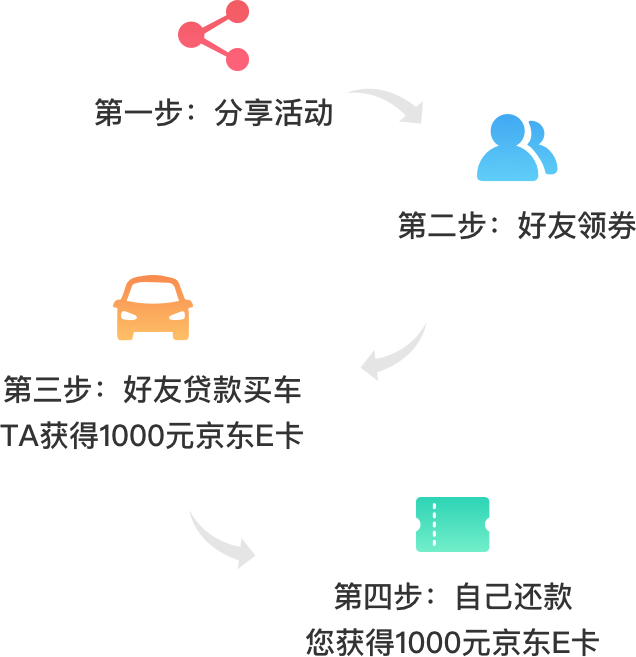 第一步：分享活动
第二步：好友领券
第三步：好友贷款买车
TA获得1000元京东E卡
第四步：自己还款
您获得1000元京东E卡